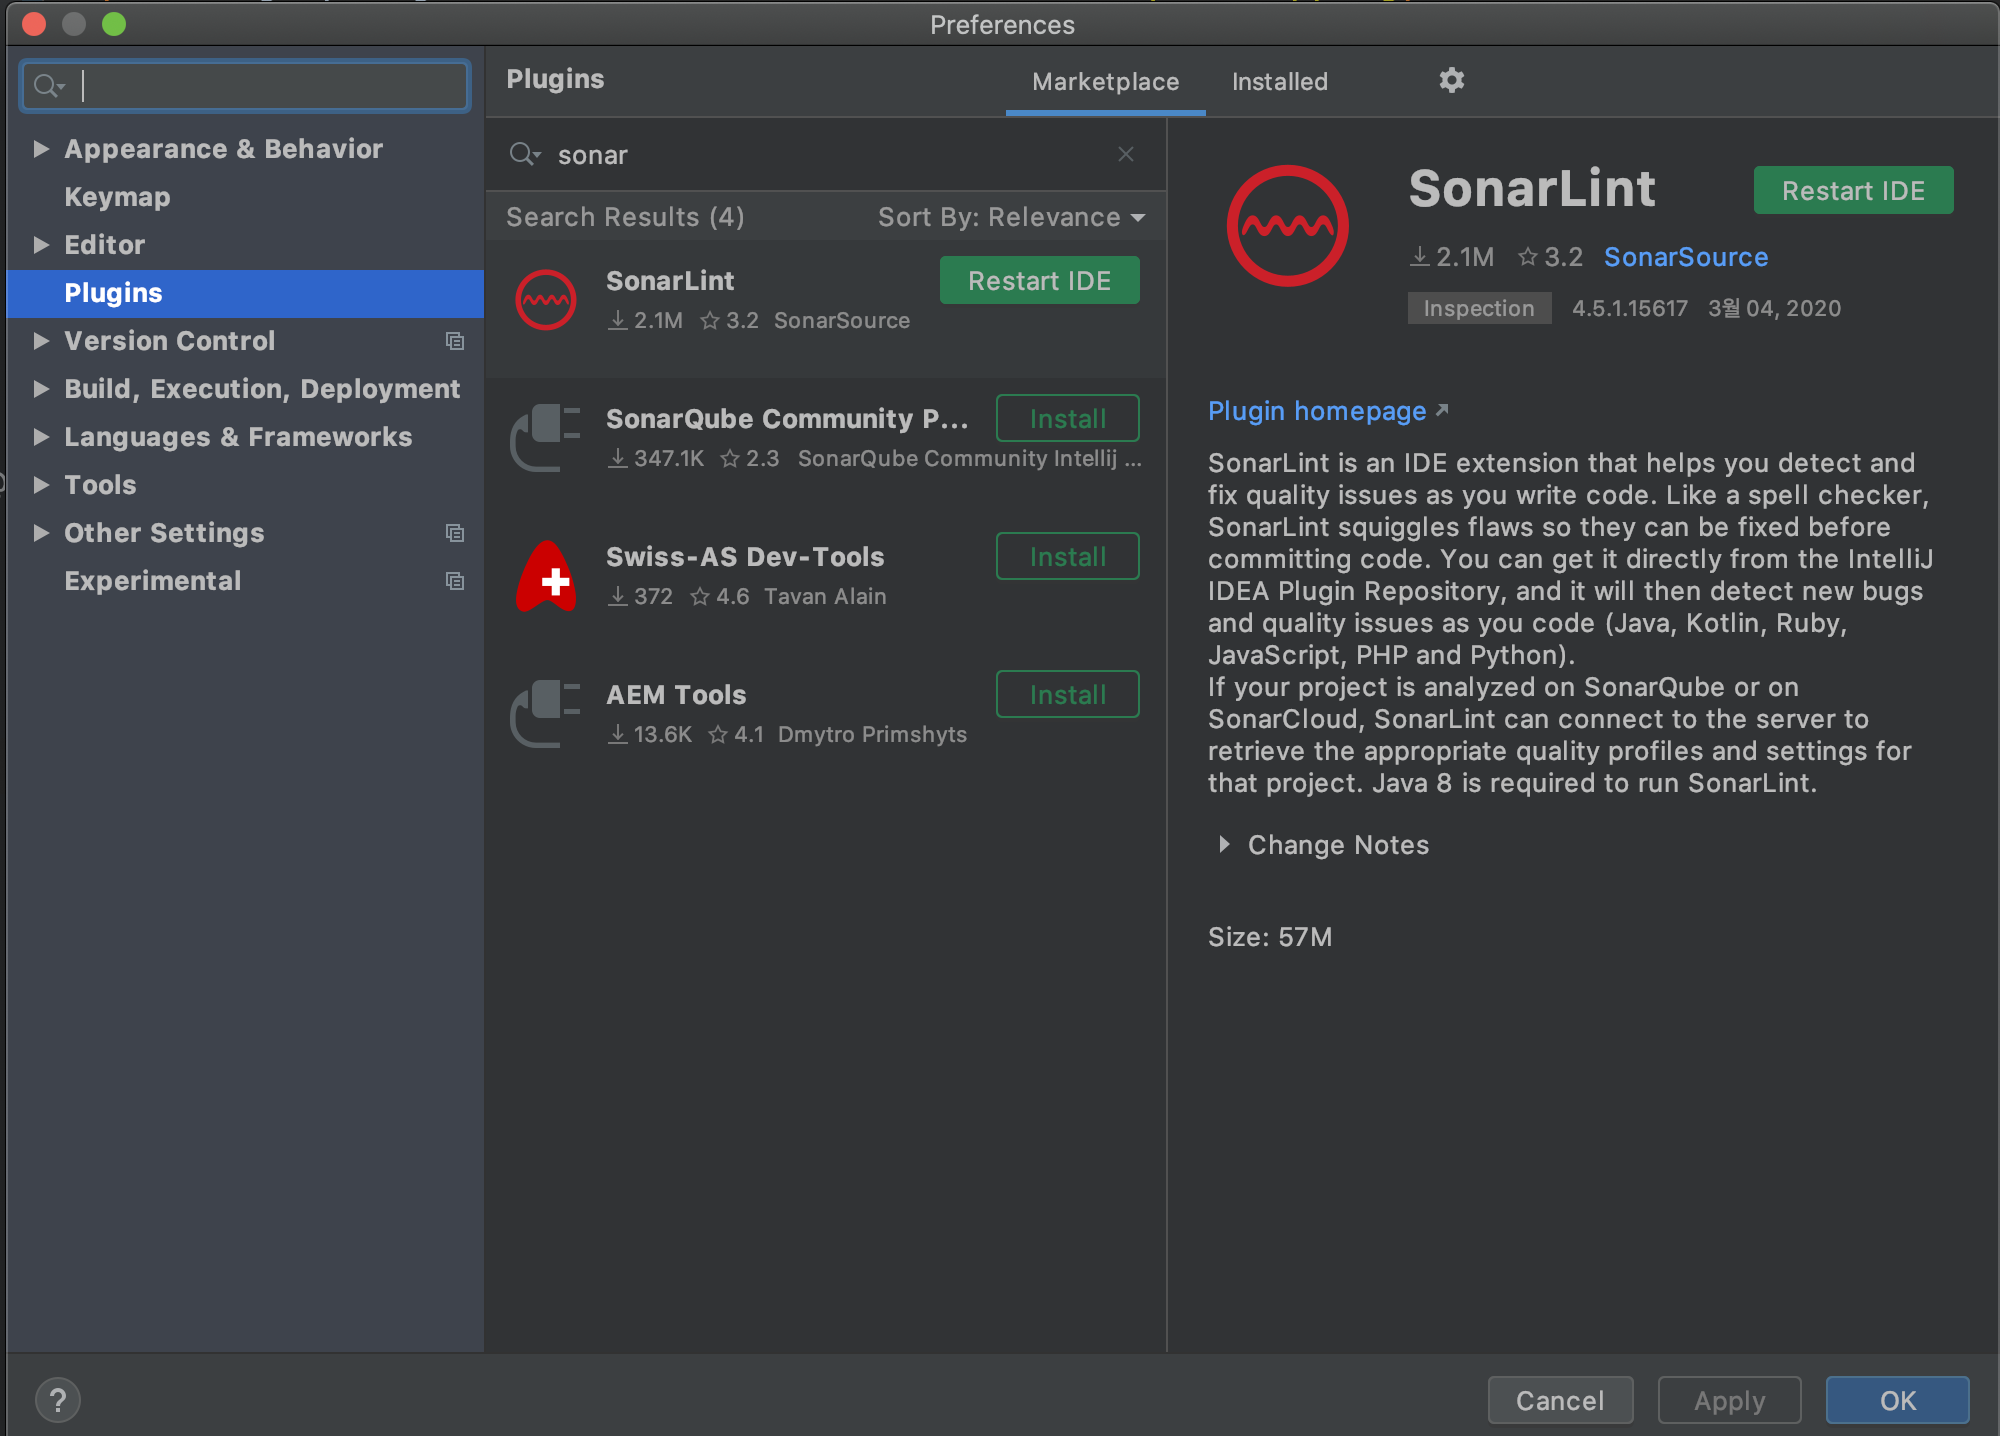 Preferences
Appearance & Behavior
Keymap
Editor
Plugins
Version Control
Build, Execution, Deployment
Languages & Frameworks
Tools
Other Settings
Experimental
Plugins
Marketplace
Installed
sonar
Search Results (4)
Sort By: Relevance
SonarLint
Restart IDE
2.1M 3.2 SonarSource
SonarQube Community P...
Install
347.1K 2.3 SonarQube Community Intellij ...
Swiss-AS Dev-Tools
Install
372 4.6 Tavan Alain
AEM Tools
Install
13.6K 4.1 Dmytro Primshyts
SonarLint
Restart IDE
2.1M 3.2 SonarSource
Inspection 4.5.1.15617 3월 04, 2020
Plugin homepage
SonarLint is an IDE extension that helps you detect and
fix quality issues as you write code. Like a spell checker,
SonarLint squiggles flaws so they can be fixed before
committing code. You can get it directly from the IntelliJ
IDEA Plugin Repository, and it will then detect new bugs
and quality issues as you code (Java, Kotlin, Ruby,
JavaScript, PHP and Python).
If your project is analyzed on SonarQube or on
SonarCloud, SonarLint can connect to the server to
retrieve the appropriate quality profiles and settings for
that project. Java 8 is required to run SonarLint.
Change Notes
Size: 57M
?
Cancel
Apply
OK